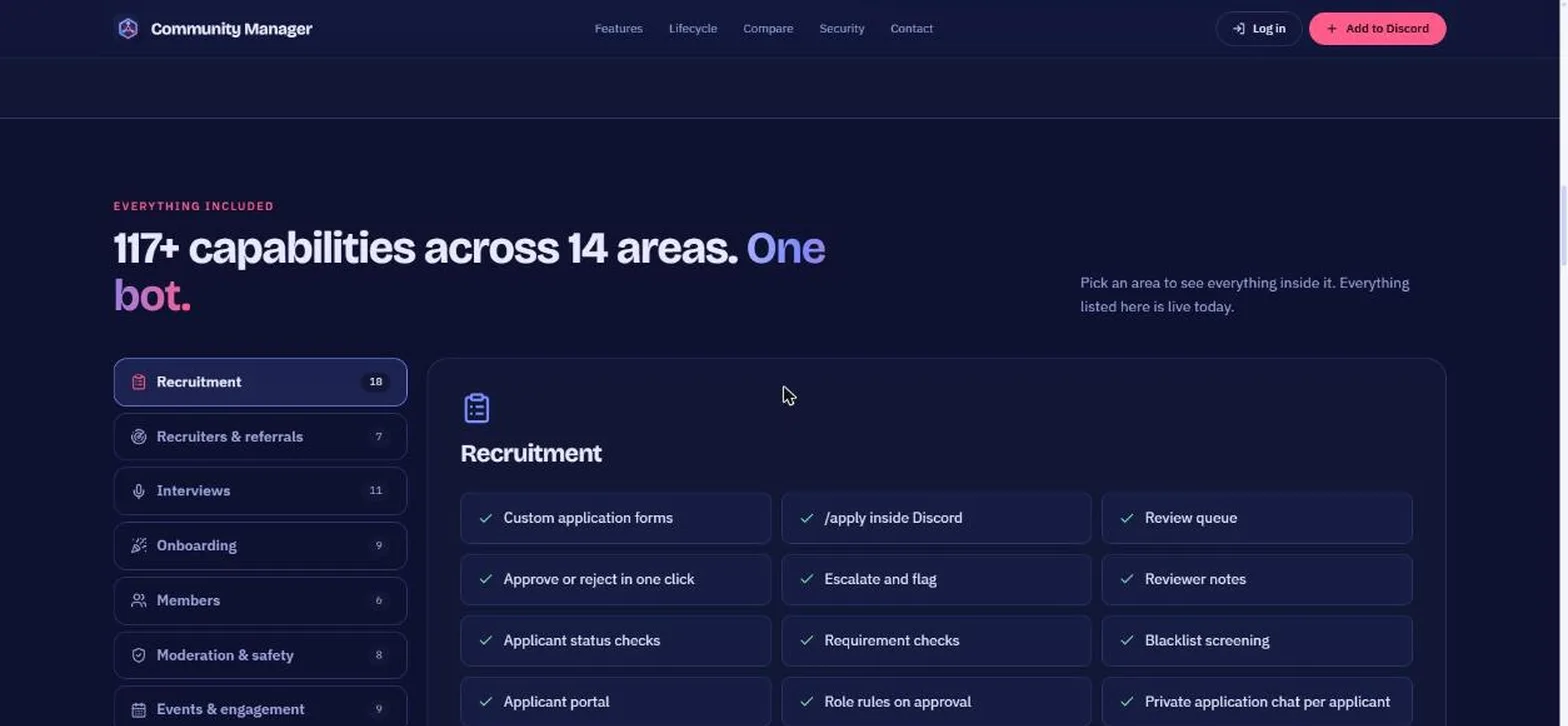 Community Manager
Features
Lifecycle
Compare
Security
Contact
Log in
+ Add to Discord
EVERYTHING INCLUDED
117+ capabilities across 14 areas. One
bot.
Pick an area to see everything inside it. Everything
listed here is live today.
Recruitment 18
Recruiters & referrals 7
Interviews 11
Onboarding 9
Members 6
Moderation & safety 8
Events & engagement 9
Recruitment
Custom application forms
/apply inside Discord
Review queue
Approve or reject in one click
Escalate and flag
Reviewer notes
Applicant status checks
Requirement checks
Blacklist screening
Applicant portal
Role rules on approval
Private application chat per applicant